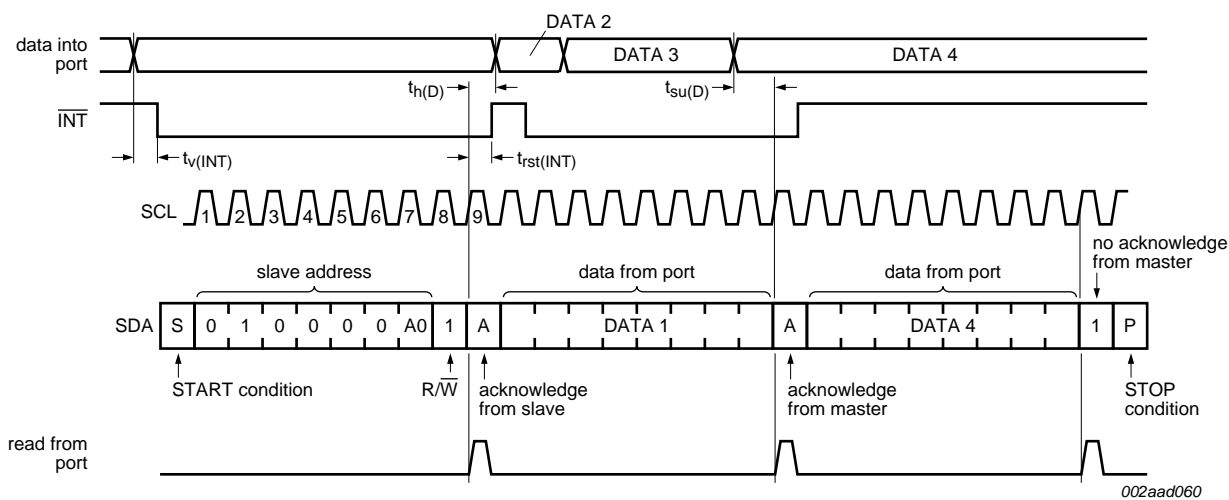 DATA 2
data into
port
DATA 3
DATA 4
th(D)
tsu(D)
INT
tv(INT)
trst(INT)
SCL
1 2 3 4 5 6 7 8 9
no acknowledge
from master
slave address
data from port
data from port
SDA S 0 1 0 0 0 0 A0 1 A DATA 1 A DATA 4 1 P
START condition
R/W
acknowledge
from slave
acknowledge
from master
STOP
condition
read from
port
002aad060